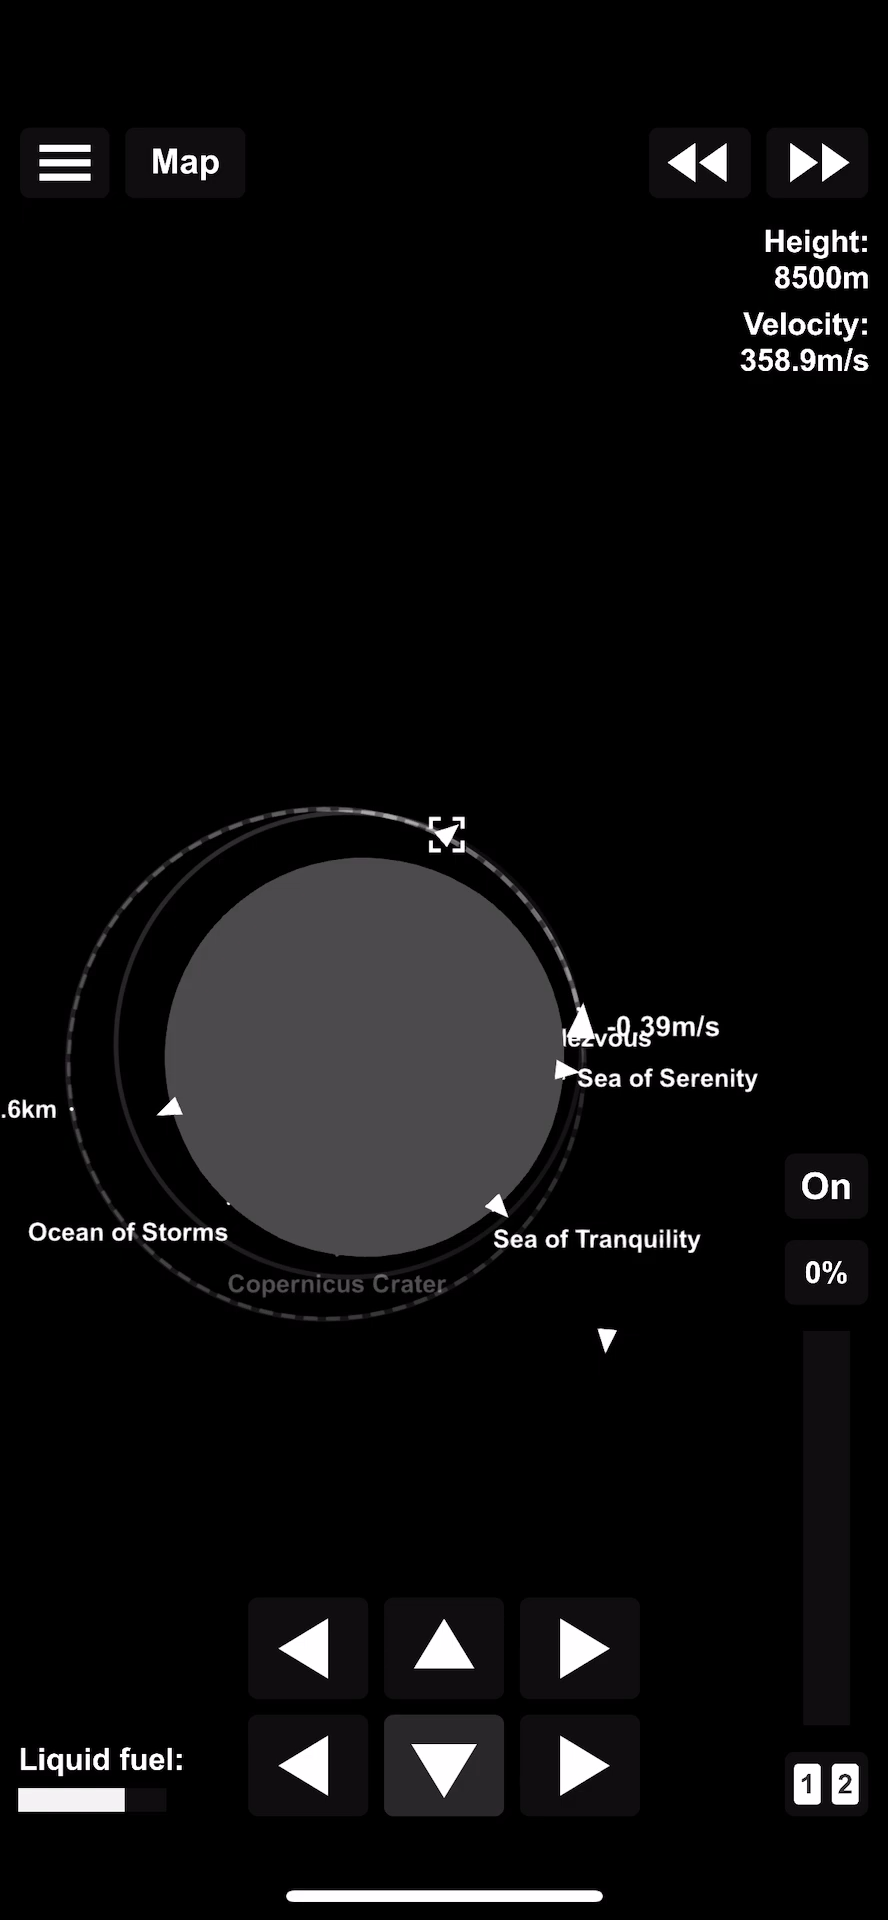 Map
Height:
8500m
Velocity:
358.9m/s
-0.39m/s
Sea of Serenity
.6km
Ocean of Storms
Sea of Tranquility
Copernicus Crater
On
0%
Liquid fuel:
1 2